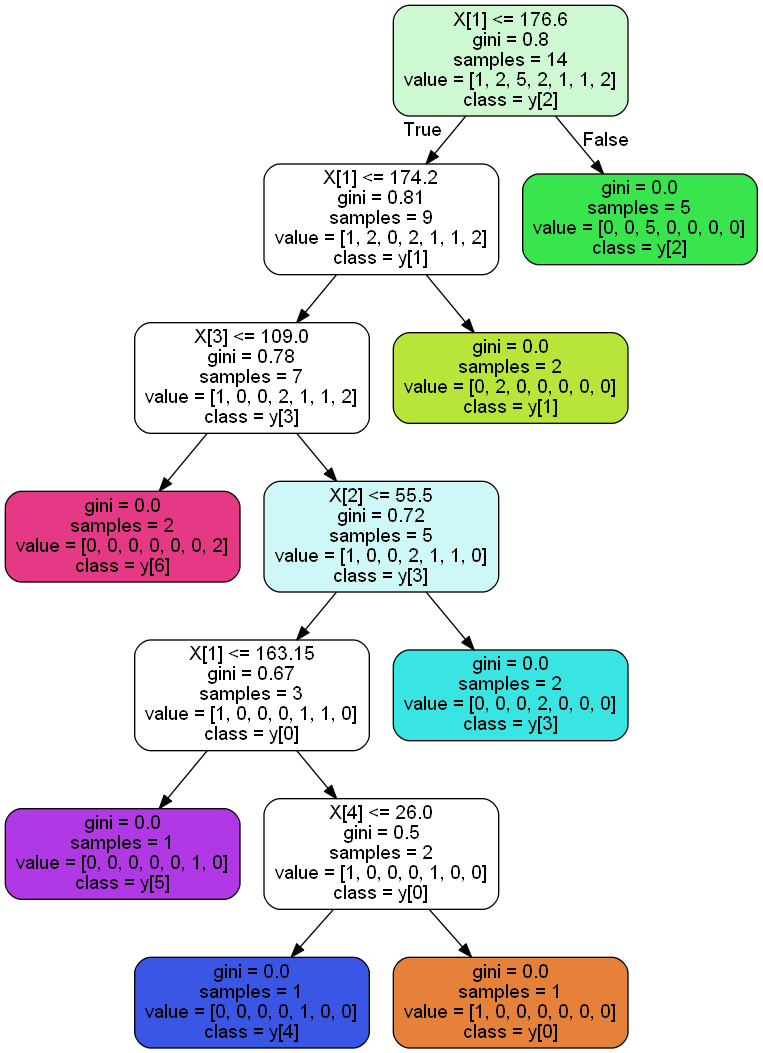 X[1] <= 176.6
gini = 0.8
samples = 14
value = [1, 2, 5, 2, 1, 1, 2]
class = y[2]
True
False
X[1] <= 174.2
gini = 0.81
samples = 9
value = [1, 2, 0, 2, 1, 1, 2]
class = y[1]
gini = 0.0
samples = 5
value = [0, 0, 5, 0, 0, 0, 0]
class = y[2]
X[3] <= 109.0
gini = 0.78
samples = 7
value = [1, 0, 0, 2, 1, 1, 2]
class = y[3]
gini = 0.0
samples = 2
value = [0, 2, 0, 0, 0, 0, 0]
class = y[1]
gini = 0.0
samples = 2
value = [0, 0, 0, 0, 0, 0, 2]
class = y[6]
X[2] <= 55.5
gini = 0.72
samples = 5
value = [1, 0, 0, 2, 1, 1, 0]
class = y[3]
X[1] <= 163.15
gini = 0.67
samples = 3
value = [1, 0, 0, 0, 1, 1, 0]
class = y[0]
gini = 0.0
samples = 2
value = [0, 0, 0, 2, 0, 0, 0]
class = y[3]
gini = 0.0
samples = 1
value = [0, 0, 0, 0, 0, 1, 0]
class = y[5]
X[4] <= 26.0
gini = 0.5
samples = 2
value = [1, 0, 0, 0, 1, 0, 0]
class = y[0]
gini = 0.0
samples = 1
value = [0, 0, 0, 0, 1, 0, 0]
class = y[4]
gini = 0.0
samples = 1
value = [1, 0, 0, 0, 0, 0, 0]
class = y[0]